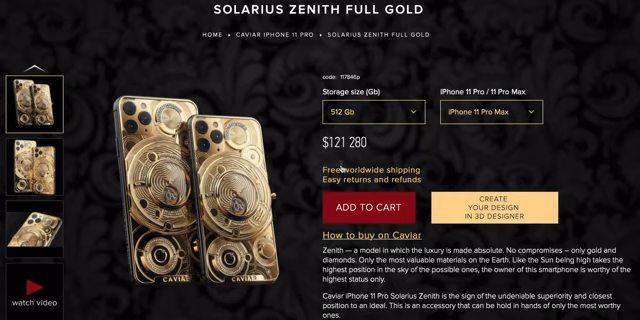 SOLARIUS ZENITH FULL GOLD
HOME ▸ CAVIAR IPHONE 11 PRO ▸ SOLARIUS ZENITH FULL GOLD
code: 117846p
Storage size (Gb)
iPhone 11 Pro / 11 Pro Max
512 Gb
iPhone 11 Pro Max
$121 280
Free worldwide shipping
Easy returns and refunds
ADD TO CART
CREATE
YOUR DESIGN
IN 3D DESIGNER
How to buy on Caviar
Zenith — a model in which the luxury is made absolute. No compromises – only gold and
diamonds. Only the most valuable materials on the Earth. Like the Sun being high takes the
highest position in the sky of the possible ones, the owner of this smartphone is worthy of the
highest status only.
Caviar iPhone 11 Pro Solarius Zenith is the sign of the undeniable superiority and closest
position to an ideal. This is an accessory that can be hold in hands of only the most worthy
ones.
watch video
CAVIAR
CAVIAR